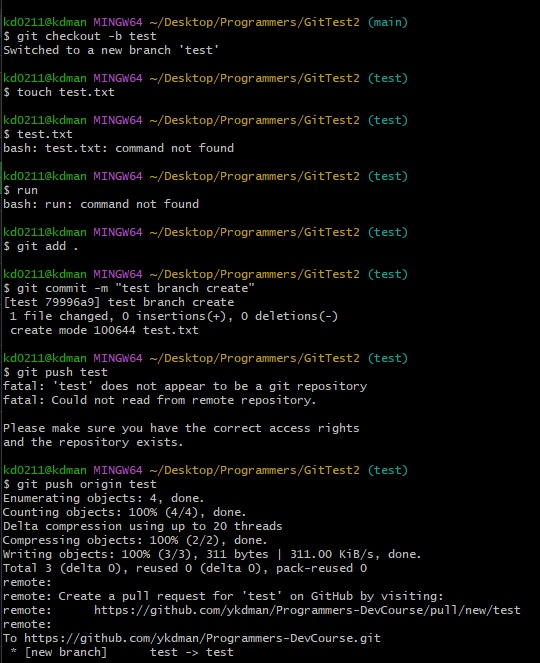 kd0211@kdman MINGW64 ~/Desktop/Programmers/GitTest2 (main)
$ git checkout -b test
Switched to a new branch 'test'

kd0211@kdman MINGW64 ~/Desktop/Programmers/GitTest2 (test)
$ touch test.txt

kd0211@kdman MINGW64 ~/Desktop/Programmers/GitTest2 (test)
$ test.txt
bash: test.txt: command not found

kd0211@kdman MINGW64 ~/Desktop/Programmers/GitTest2 (test)
$ run
bash: run: command not found

kd0211@kdman MINGW64 ~/Desktop/Programmers/GitTest2 (test)
$ git add .

kd0211@kdman MINGW64 ~/Desktop/Programmers/GitTest2 (test)
$ git commit -m "test branch create"
[test 79996a9] test branch create
 1 file changed, 0 insertions(+), 0 deletions(-)
 create mode 100644 test.txt

kd0211@kdman MINGW64 ~/Desktop/Programmers/GitTest2 (test)
$ git push test
fatal: 'test' does not appear to be a git repository
fatal: Could not read from remote repository.

Please make sure you have the correct access rights
and the repository exists.

kd0211@kdman MINGW64 ~/Desktop/Programmers/GitTest2 (test)
$ git push origin test
Enumerating objects: 4, done.
Counting objects: 100% (4/4), done.
Delta compression using up to 20 threads
Compressing objects: 100% (2/2), done.
Writing objects: 100% (3/3), 311 bytes | 311.00 KiB/s, done.
Total 3 (delta 0), reused 0 (delta 0), pack-reused 0
remote:
remote: Create a pull request for 'test' on GitHub by visiting:
remote:      https://github.com/ykdman/Programmers-DevCourse/pull/new/test
remote:
To https://github.com/ykdman/Programmers-DevCourse.git
 * [new branch]      test -> test